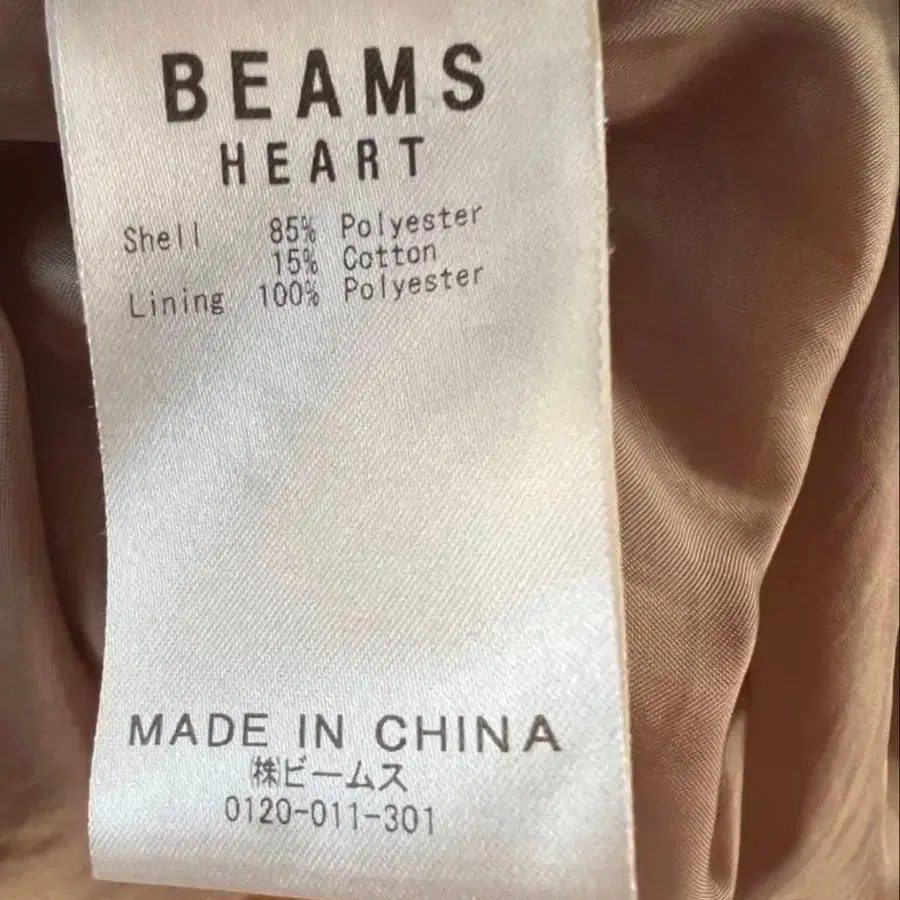 BEAMS
HEART
Shell 85% Polyester
15% Cotton
Lining 100% Polyester
MADE IN CHINA
㈱ビームス
0120-011-301